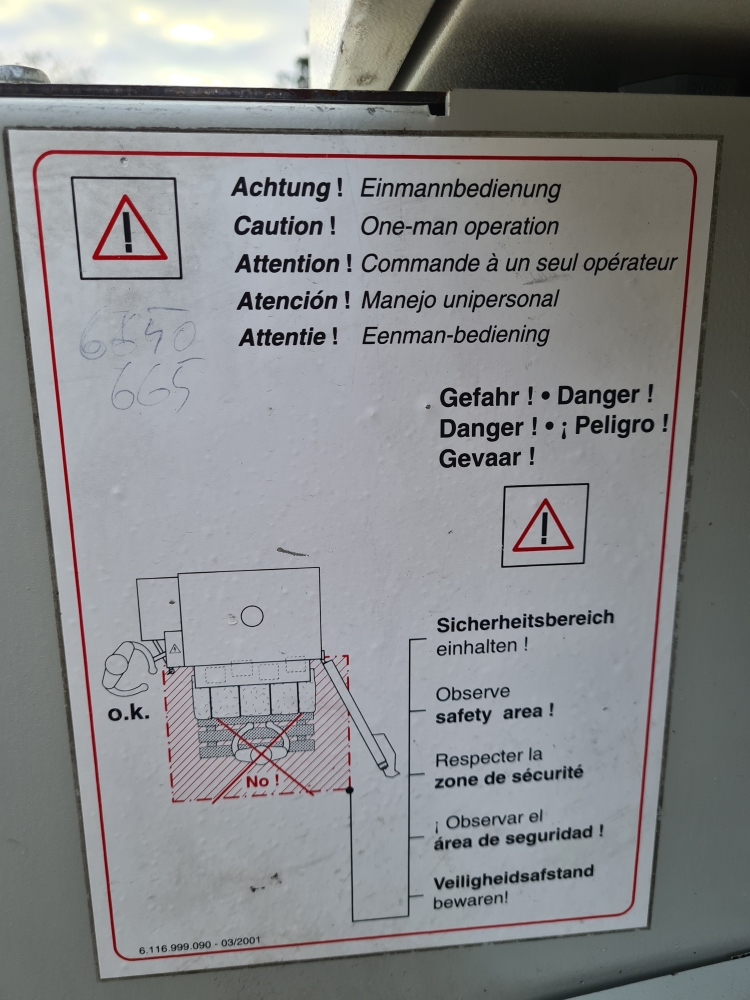 Achtung ! Einmannbedienung
Caution ! One-man operation
Attention ! Commande à un seul opérateur
Atención ! Manejo unipersonal
Attentie ! Eenman-bediening
6540
665
Gefahr ! • Danger !
Danger ! • ¡ Peligro !
Gevaar !
Sicherheitsbereich
einhalten !
Observe
safety area !
Respecter la
zone de sécurité
¡ Observar el
área de seguridad !
Veiligheidsafstand
bewaren!
o.k.
No !
6.116.999.090 - 03/2001